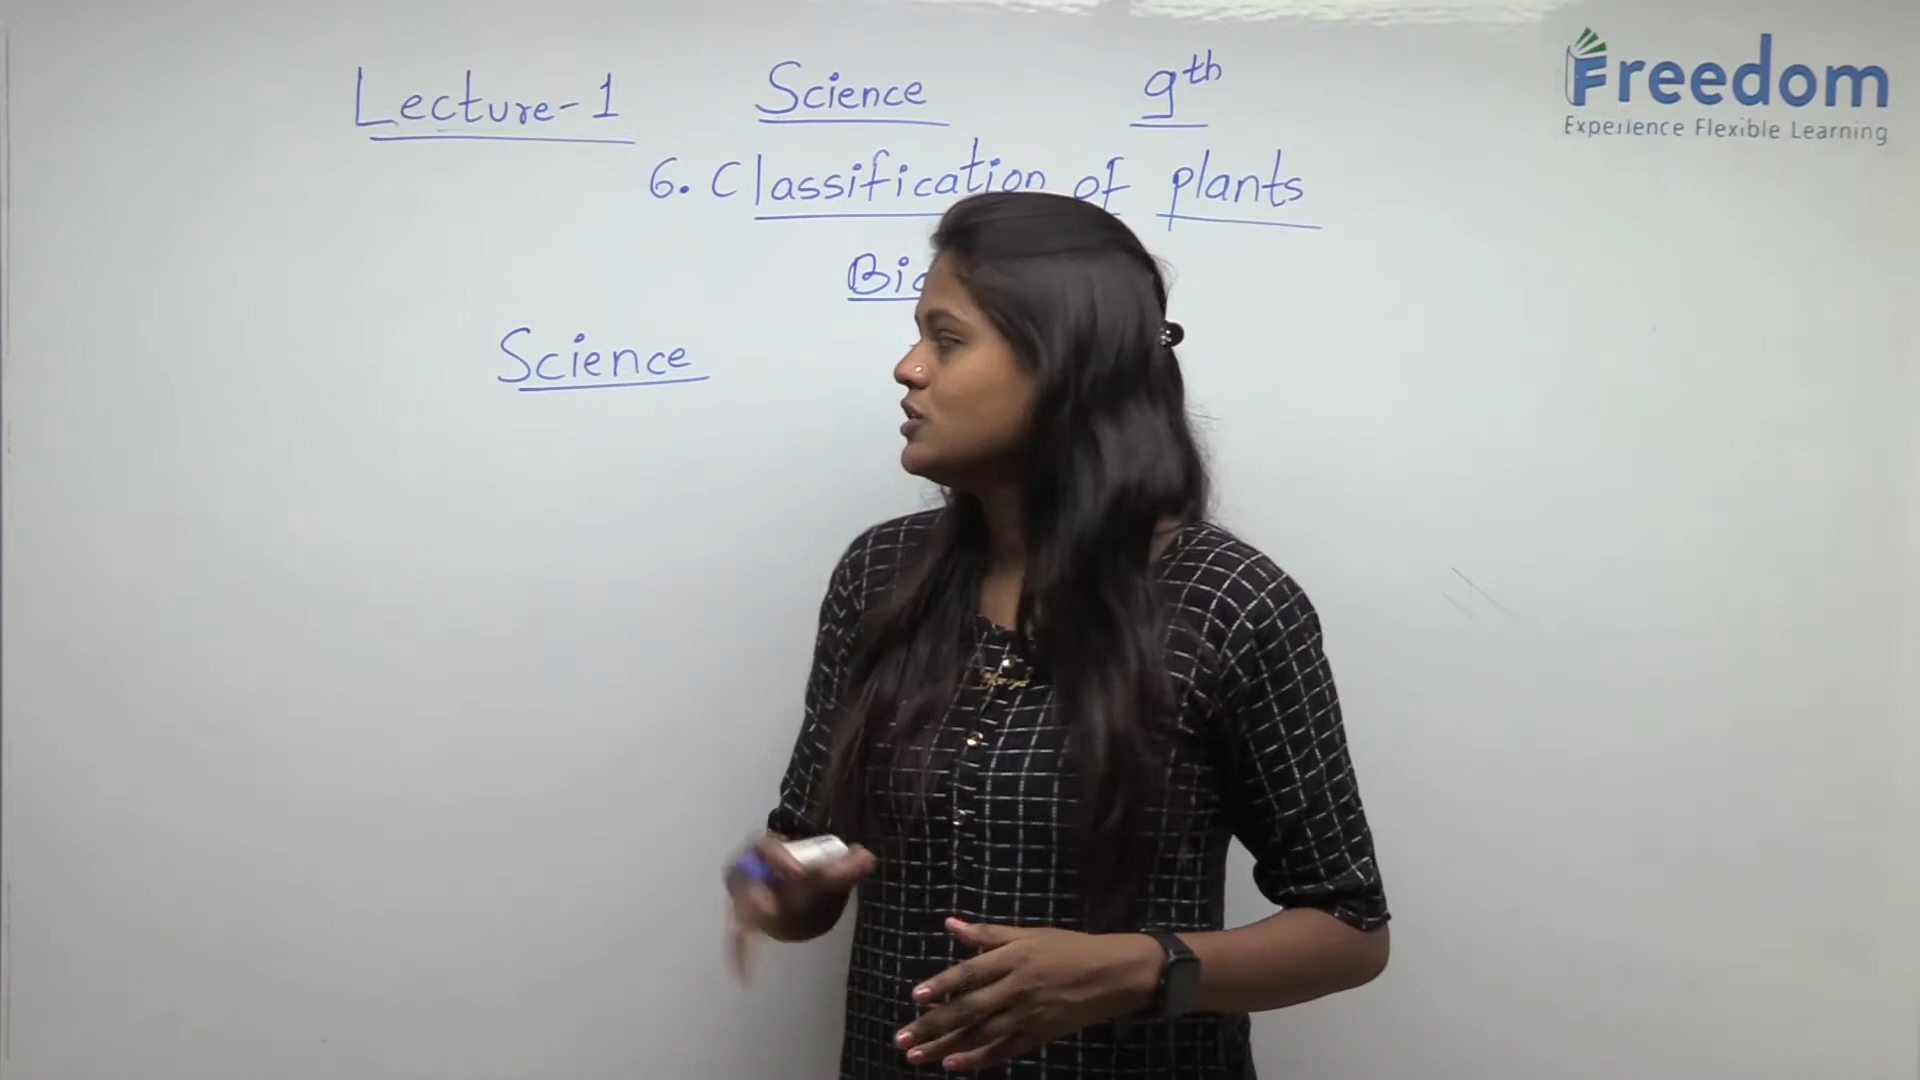 Lecture-1 Science 9th
Freedom
Experience Flexible Learning
6. Classification of plants
Science